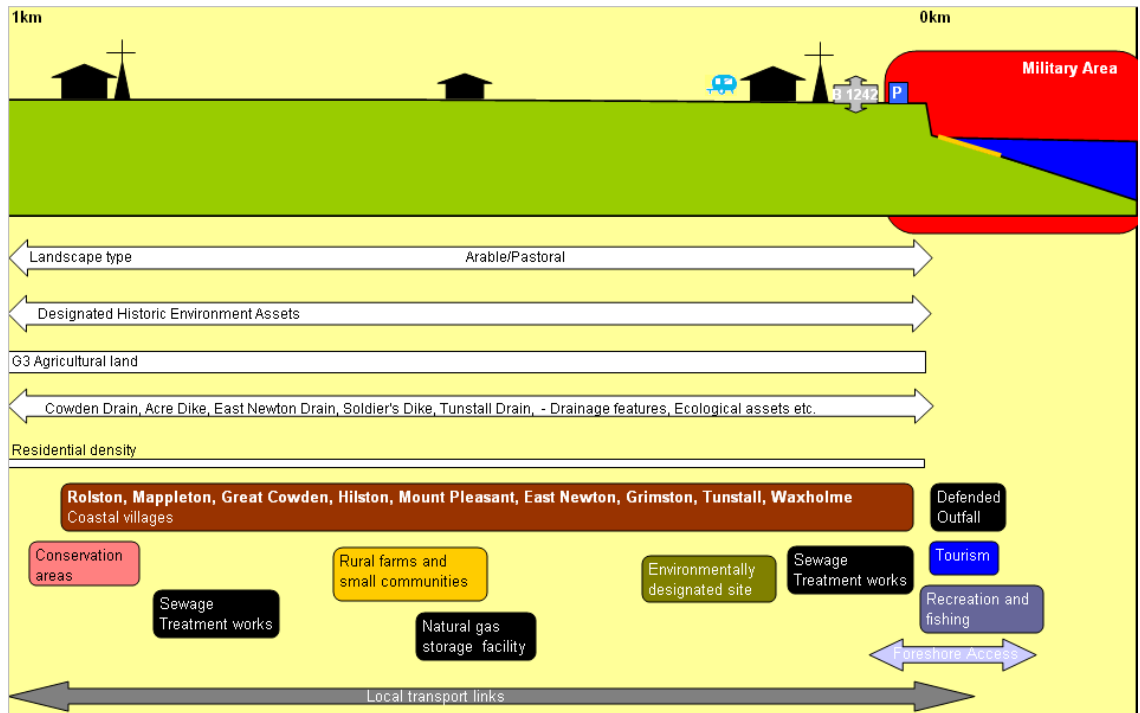 1km
0km
Military Area
B 1242
P
Landscape type
Arable/Pastoral
Designated Historic Environment Assets
G3 Agricultural land
Cowden Drain, Acre Dike, East Newton Drain, Soldier's Dike, Tunstall Drain, - Drainage features, Ecological assets etc.
Residential density
Rolston, Mappleton, Great Cowden, Hilston, Mount Pleasant, East Newton, Grimston, Tunstall, Waxholme
Coastal villages
Defended
Outfall
Conservation
areas
Rural farms and
small communities
Environmentally
designated site
Sewage
Treatment works
Tourism
Sewage
Treatment works
Natural gas
storage facility
Recreation and
fishing
Foreshore Access
Local transport links